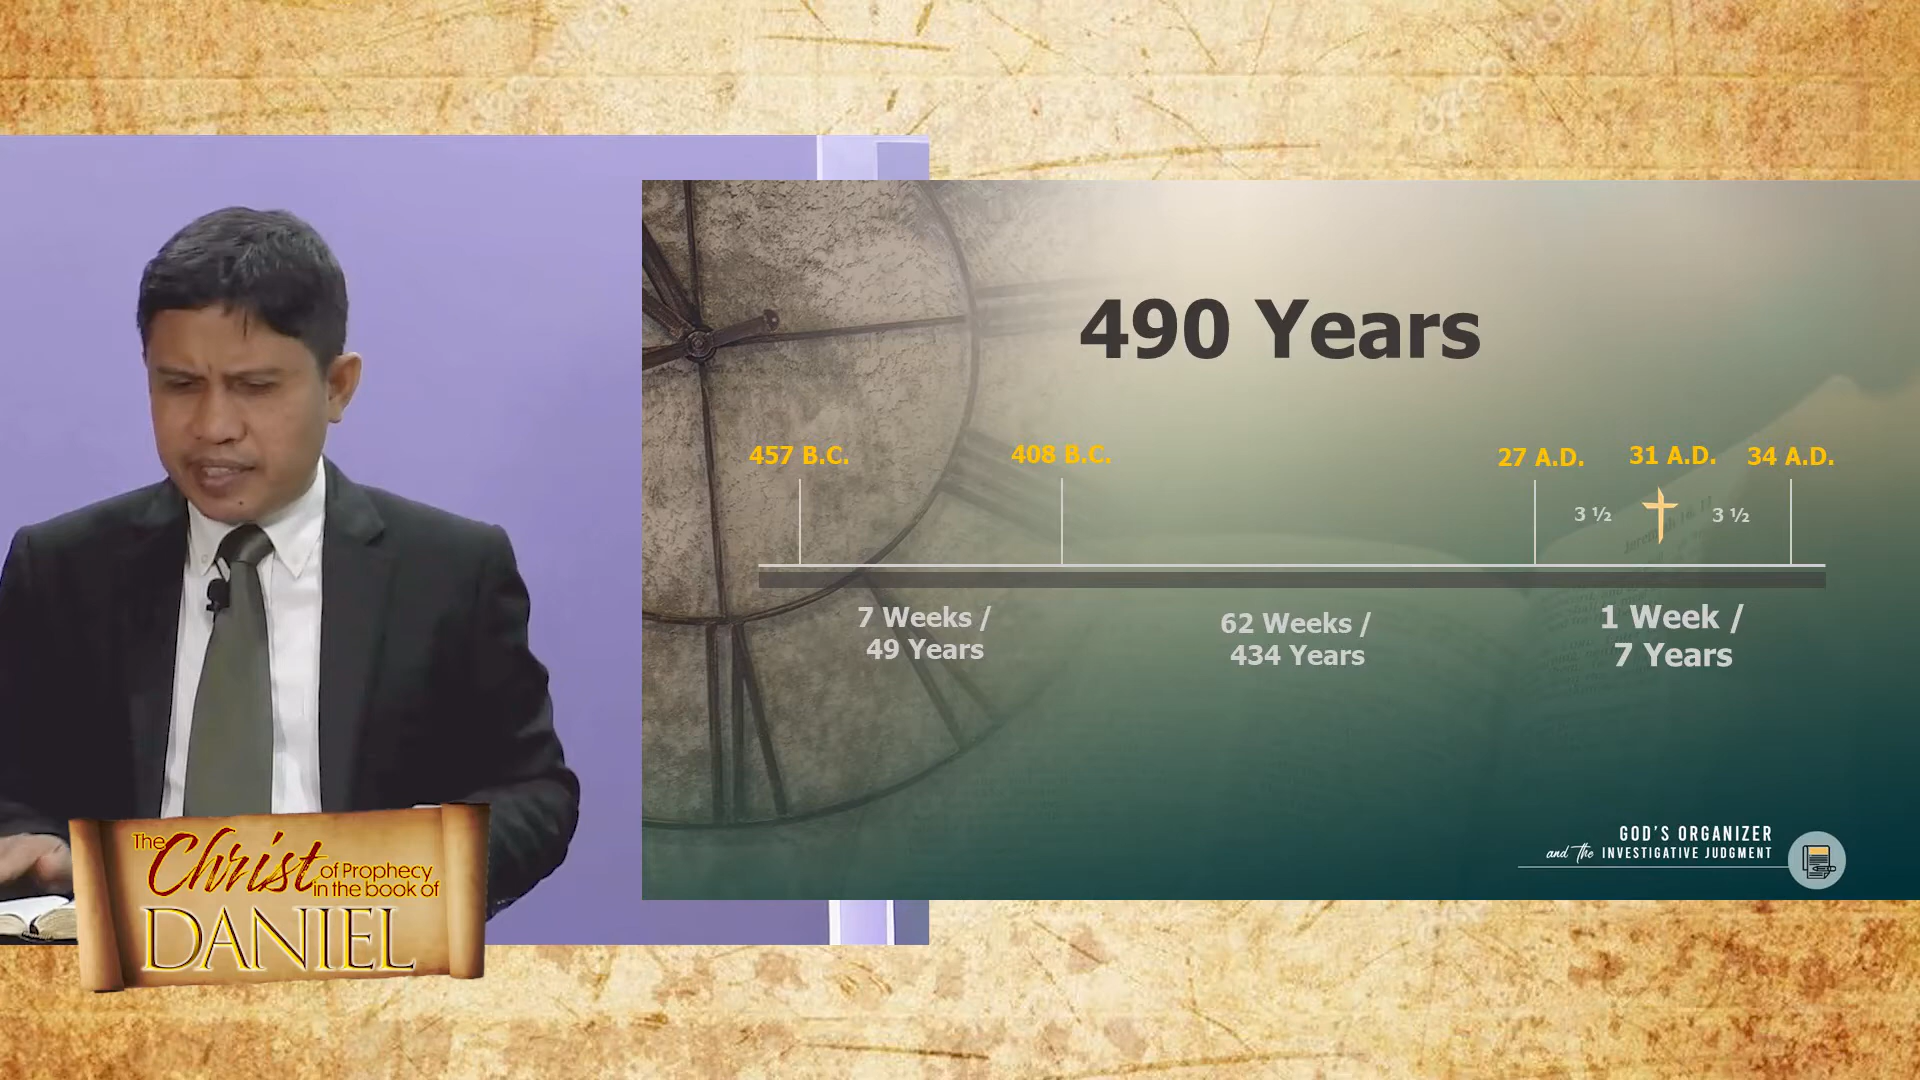 490 Years
457 B.C.
408 B.C.
27 A.D.
31 A.D.
34 A.D.
3 ½
3 ½
7 Weeks /
49 Years
62 Weeks /
434 Years
1 Week /
7 Years
GOD'S ORGANIZER
and the INVESTIGATIVE JUDGMENT
The Christ of Prophecy
in the book of
DANIEL